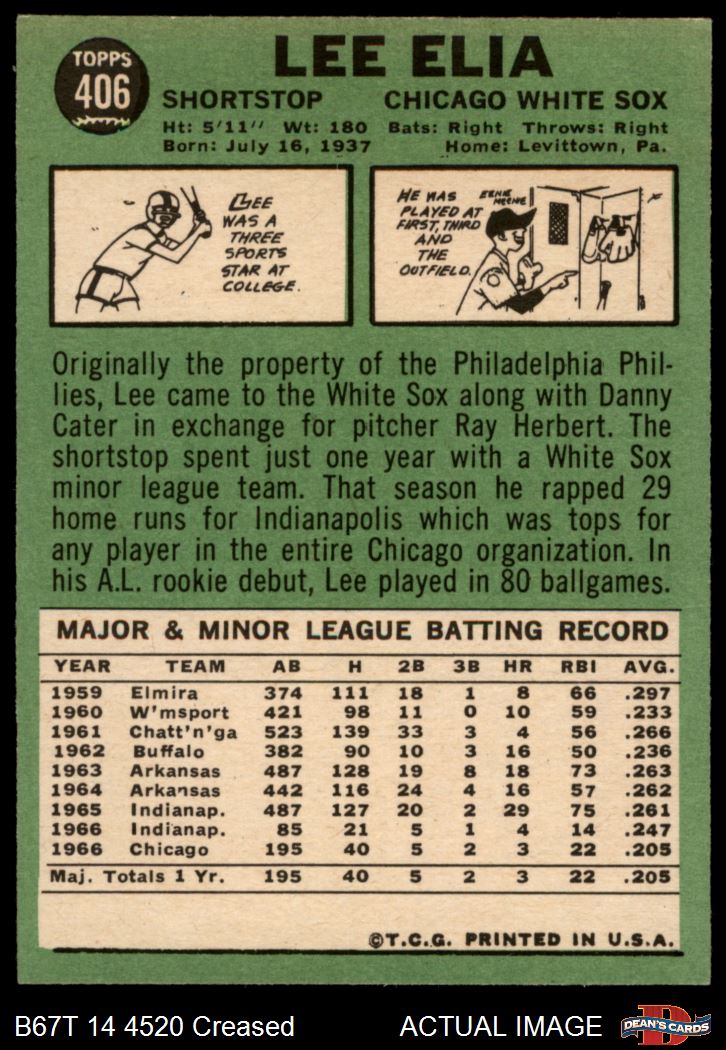 TOPPS
406
LEE ELIA
SHORTSTOP CHICAGO WHITE SOX
Ht: 5'11" Wt: 180 Bats: Right Throws: Right
Born: July 16, 1937 Home: Levittown, Pa.
LEE
WAS A
THREE
SPORTS
STAR AT
COLLEGE.
HE WAS
PLAYED AT
FIRST, THIRD
AND
THE
OUTFIELD.
EENIE
MEENIE
Originally the property of the Philadelphia Phil-
lies, Lee came to the White Sox along with Danny
Cater in exchange for pitcher Ray Herbert. The
shortstop spent just one year with a White Sox
minor league team. That season he rapped 29
home runs for Indianapolis which was tops for
any player in the entire Chicago organization. In
his A.L. rookie debut, Lee played in 80 ballgames.
MAJOR & MINOR LEAGUE BATTING RECORD
YEAR TEAM AB H 2B 3B HR RBI AVG.
1959 Elmira 374 111 18 1 8 66 .297
1960 W'msport 421 98 11 0 10 59 .233
1961 Chatt'n'ga 523 139 33 3 4 56 .266
1962 Buffalo 382 90 10 3 16 50 .236
1963 Arkansas 487 128 19 8 18 73 .263
1964 Arkansas 442 116 24 4 16 57 .262
1965 Indianap. 487 127 20 2 29 75 .261
1966 Indianap. 85 21 5 1 4 14 .247
1966 Chicago 195 40 5 2 3 22 .205
Maj. Totals 1 Yr. 195 40 5 2 3 22 .205
©T.C.G. PRINTED IN U.S.A.
B67T 14 4520 Creased ACTUAL IMAGE
DEAN'S CARDS